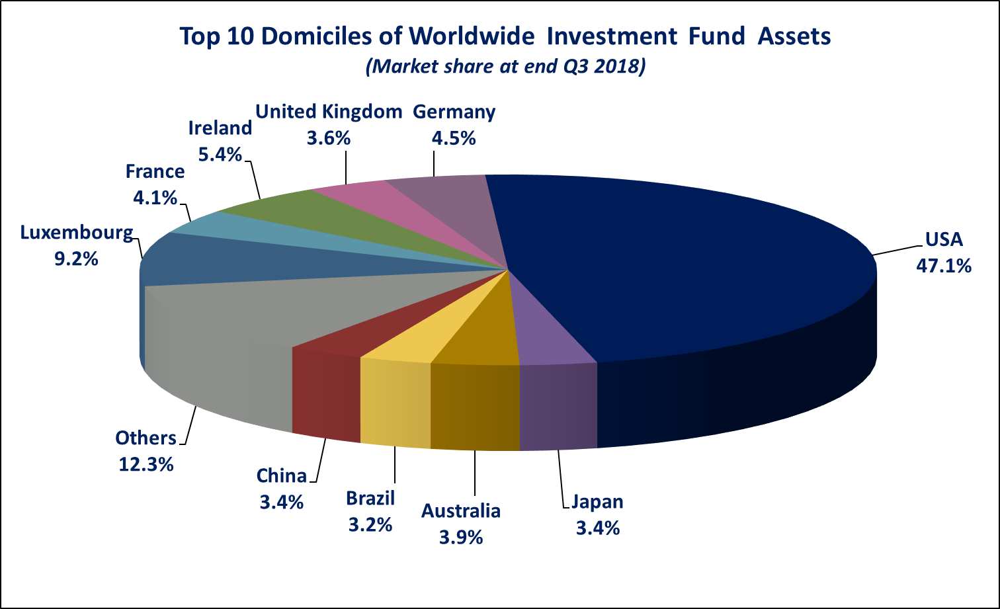 Top 10 Domiciles of Worldwide Investment Fund Assets
(Market share at end Q3 2018)
United Kingdom
3.6%
Germany
4.5%
Ireland
5.4%
France
4.1%
Luxembourg
9.2%
USA
47.1%
Others
12.3%
China
3.4%
Brazil
3.2%
Australia
3.9%
Japan
3.4%